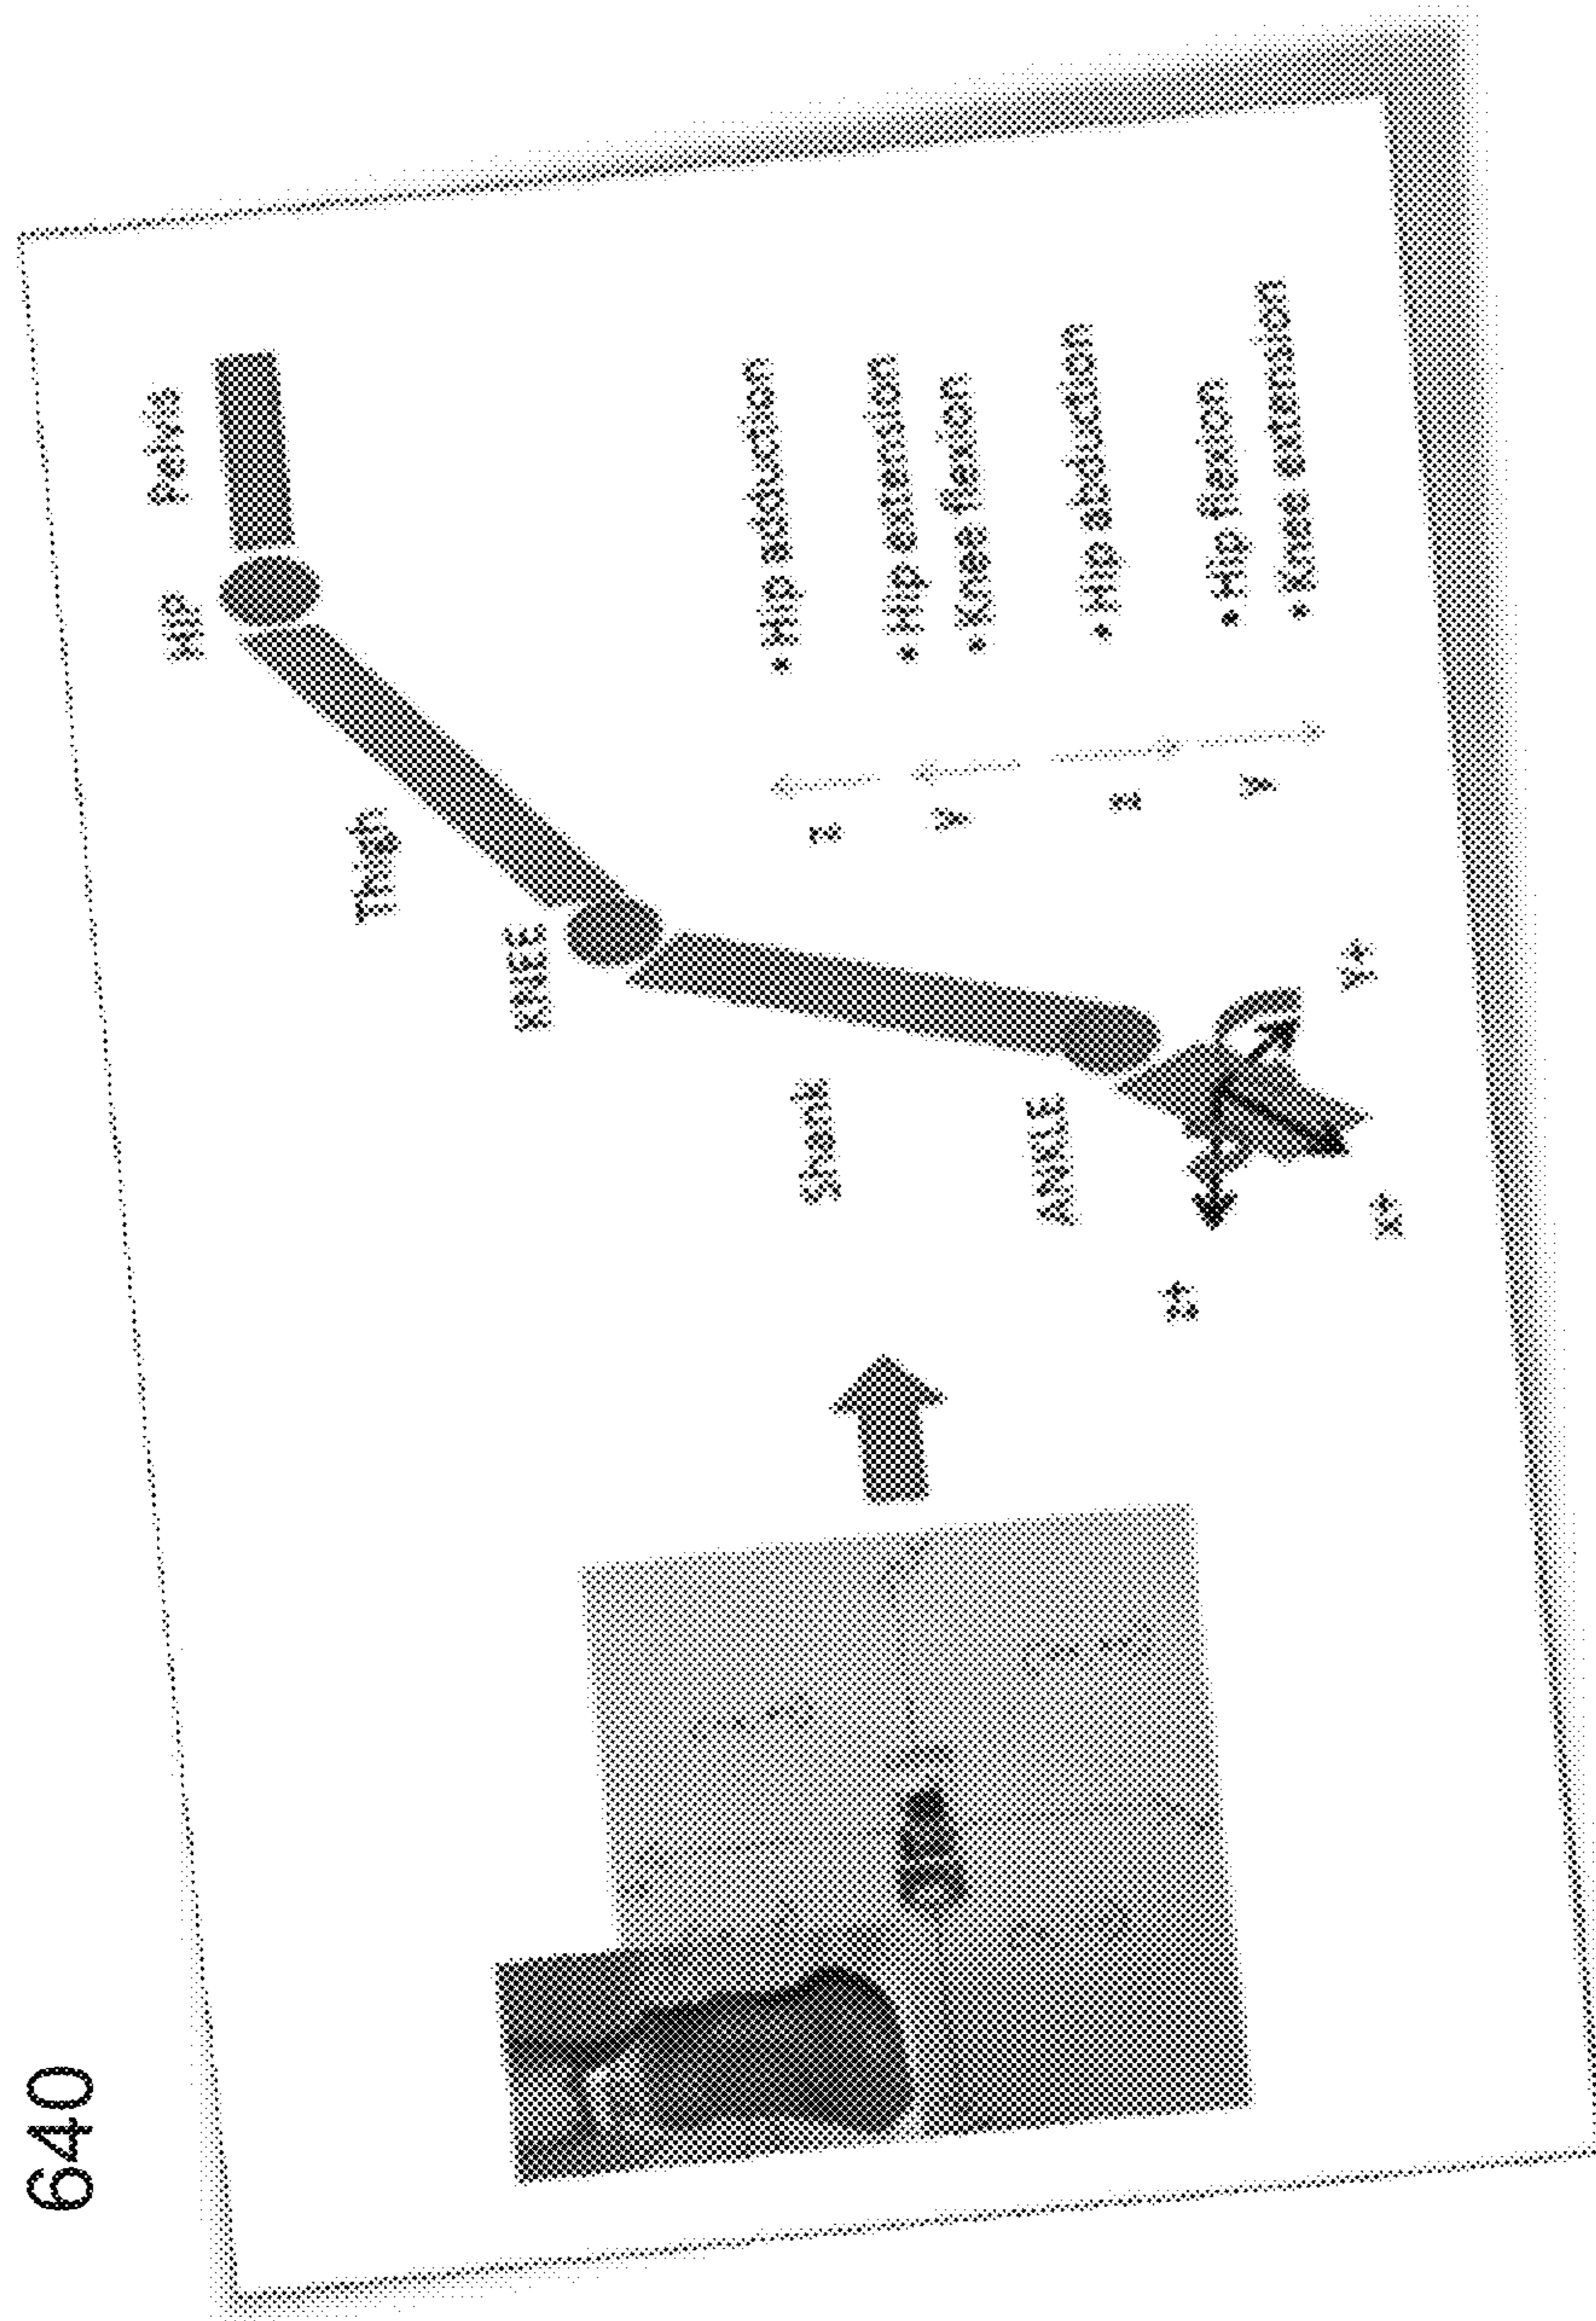 640
HIP
Pelvis
Thigh
KNEE
Shank
ANKLE
z+
x+
y+
z
• Hip adduction
y
• Hip extension
• Knee flexion
z
• Hip abduction
y
• Hip flexion
• Knee extension